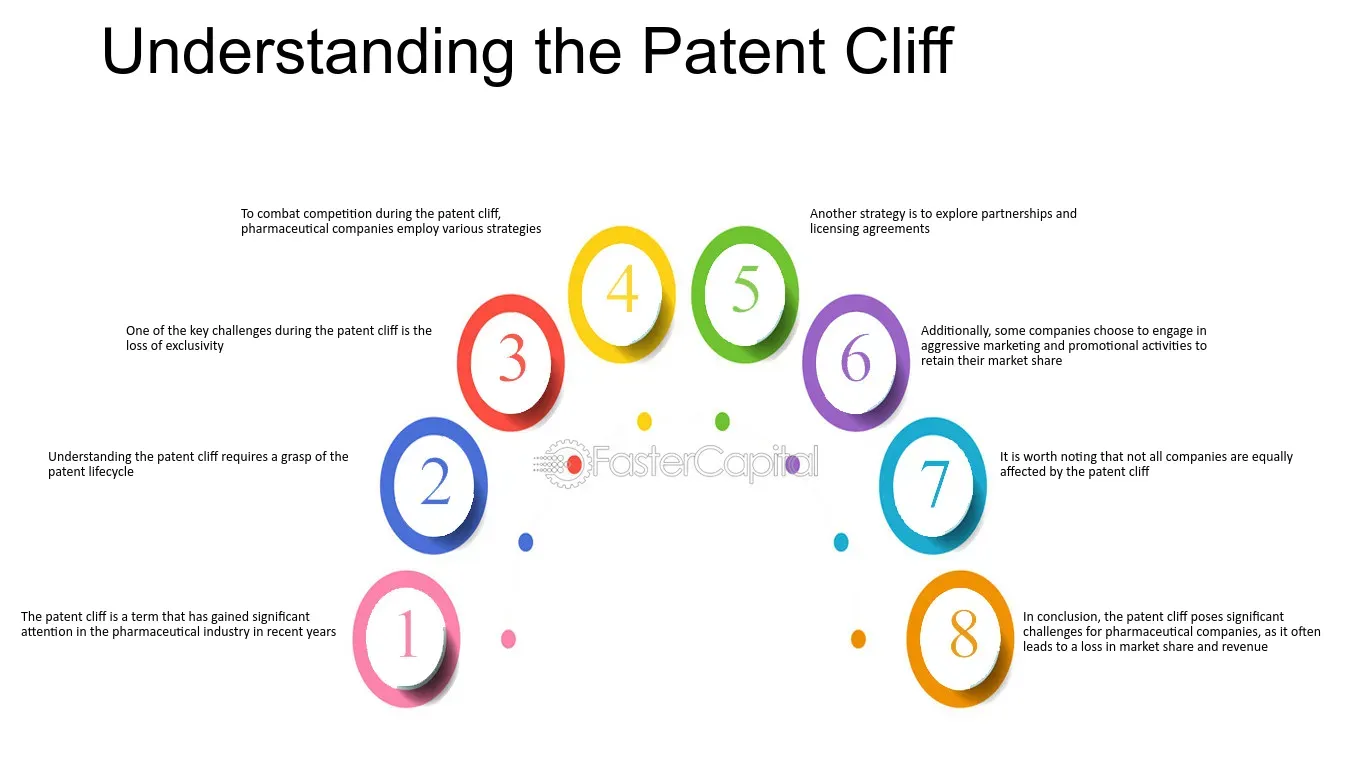 Understanding the Patent Cliff
1
The patent cliff is a term that has gained significant
attention in the pharmaceutical industry in recent years
2
Understanding the patent cliff requires a grasp of the
patent lifecycle
3
One of the key challenges during the patent cliff is the
loss of exclusivity
4
To combat competition during the patent cliff,
pharmaceutical companies employ various strategies
5
Another strategy is to explore partnerships and
licensing agreements
6
Additionally, some companies choose to engage in
aggressive marketing and promotional activities to
retain their market share
7
It is worth noting that not all companies are equally
affected by the patent cliff
8
In conclusion, the patent cliff poses significant
challenges for pharmaceutical companies, as it often
leads to a loss in market share and revenue
FasterCapital